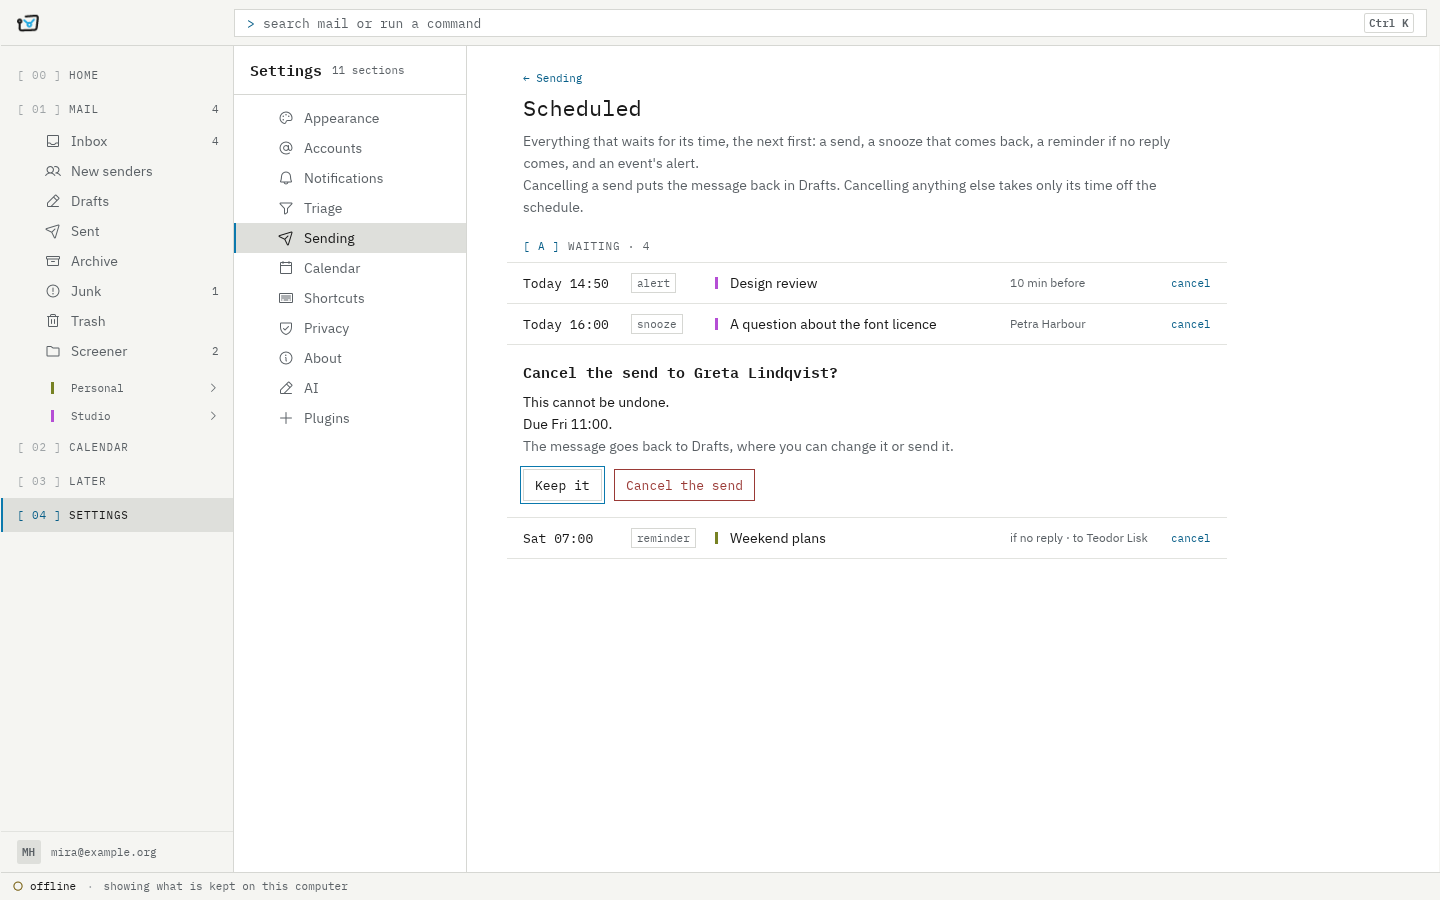 > search mail or run a command Ctrl K
[ 00 ] HOME
[ 01 ] MAIL 4
Inbox 4
New senders
Drafts
Sent
Archive
Junk 1
Trash
Screener 2
Personal
Studio
[ 02 ] CALENDAR
[ 03 ] LATER
[ 04 ] SETTINGS
MH mira@example.org
Settings 11 sections
Appearance
Accounts
Notifications
Triage
Sending
Calendar
Shortcuts
Privacy
About
AI
Plugins
← Sending
Scheduled
Everything that waits for its time, the next first: a send, a snooze that comes back, a reminder if no reply
comes, and an event's alert.
Cancelling a send puts the message back in Drafts. Cancelling anything else takes only its time off the
schedule.
[ A ] WAITING · 4
Today 14:50 alert Design review 10 min before cancel
Today 16:00 snooze A question about the font licence Petra Harbour cancel
Cancel the send to Greta Lindqvist?
This cannot be undone.
Due Fri 11:00.
The message goes back to Drafts, where you can change it or send it.
Keep it Cancel the send
Sat 07:00 reminder Weekend plans if no reply · to Teodor Lisk cancel
offline · showing what is kept on this computer